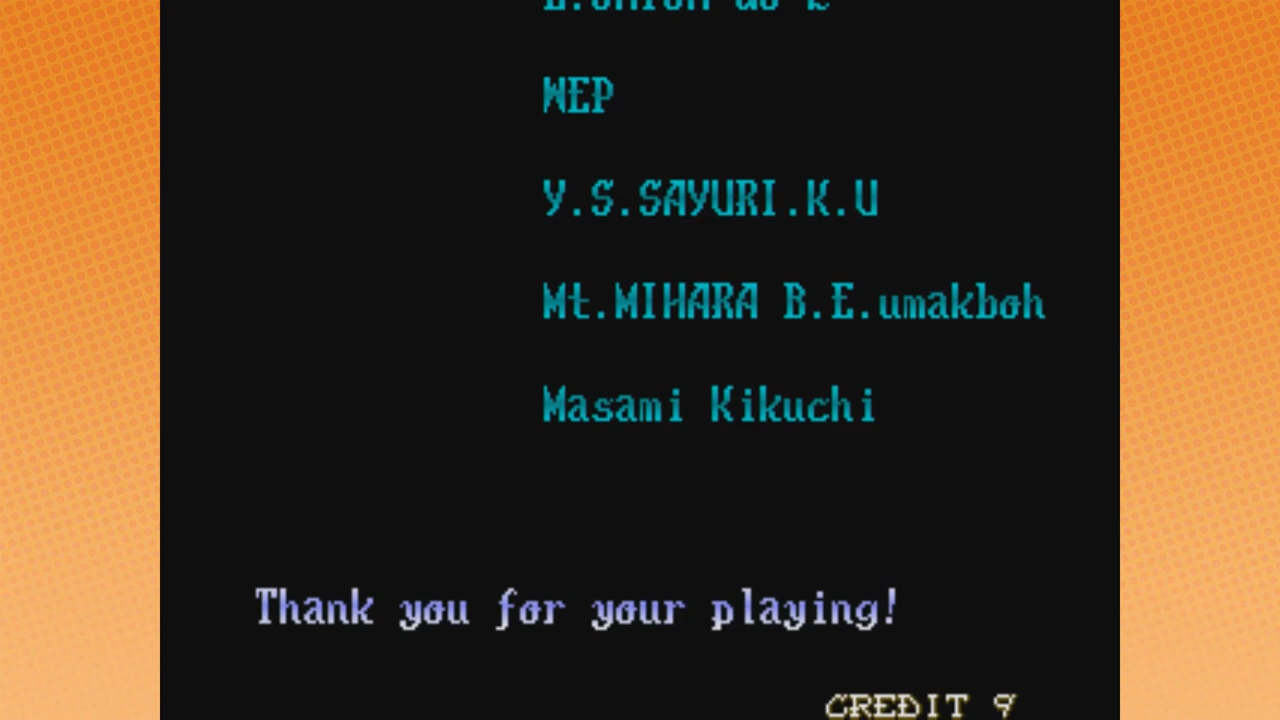 WEP
Y.S.SAYURI.K.U
Mt.MIHARA B.E.umakboh
Masami Kikuchi
Thank you for your playing!
CREDIT 9